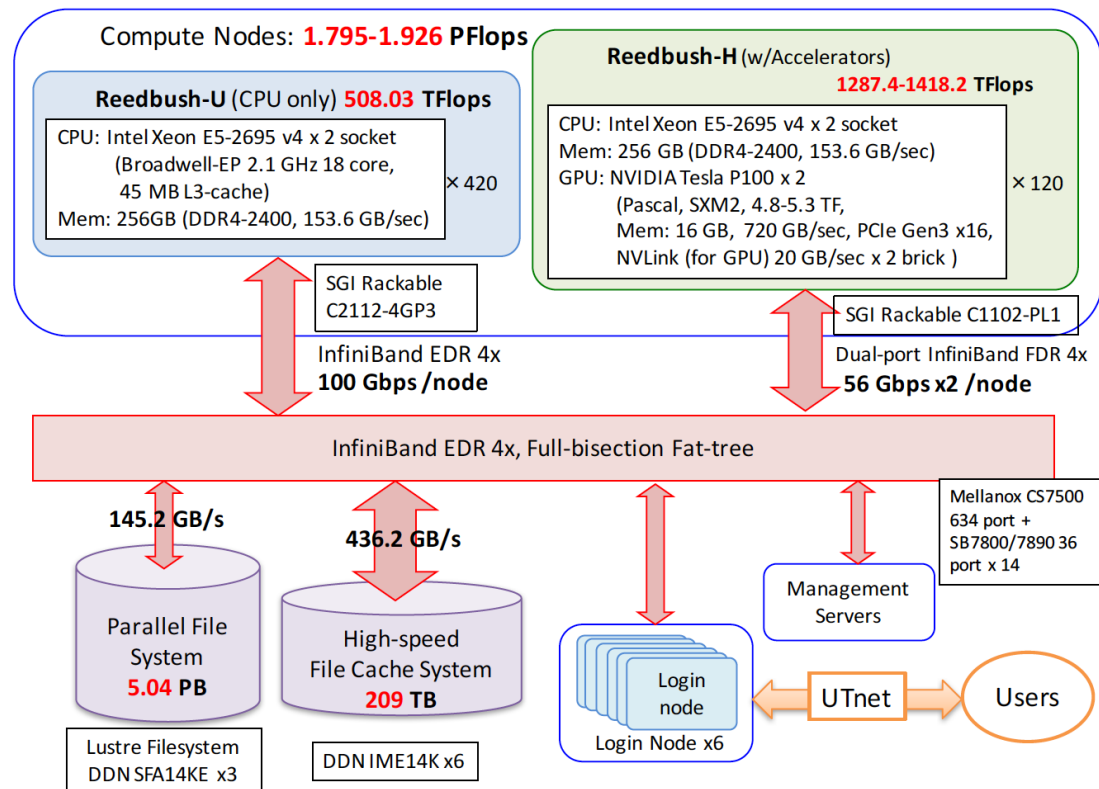 Compute Nodes: 1.795-1.926 PFlops
Reedbush-U (CPU only) 508.03 TFlops
CPU: Intel Xeon E5-2695 v4 x 2 socket
(Broadwell-EP 2.1 GHz 18 core,
45 MB L3-cache)
Mem: 256GB (DDR4-2400, 153.6 GB/sec)
× 420
Reedbush-H (w/Accelerators)
1287.4-1418.2 TFlops
CPU: Intel Xeon E5-2695 v4 x 2 socket
Mem: 256 GB (DDR4-2400, 153.6 GB/sec)
GPU: NVIDIA Tesla P100 x 2
(Pascal, SXM2, 4.8-5.3 TF,
Mem: 16 GB, 720 GB/sec, PCIe Gen3 x16,
NVLink (for GPU) 20 GB/sec x 2 brick )
× 120
SGI Rackable
C2112-4GP3
SGI Rackable C1102-PL1
InfiniBand EDR 4x
100 Gbps /node
Dual-port InfiniBand FDR 4x
56 Gbps x2 /node
InfiniBand EDR 4x, Full-bisection Fat-tree
145.2 GB/s
436.2 GB/s
Mellanox CS7500
634 port +
SB7800/7890 36
port x 14
Parallel File
System
5.04 PB
High-speed
File Cache System
209 TB
Management
Servers
Login
node
Login Node x6
UTnet
Users
Lustre Filesystem
DDN SFA14KE x3
DDN IME14K x6